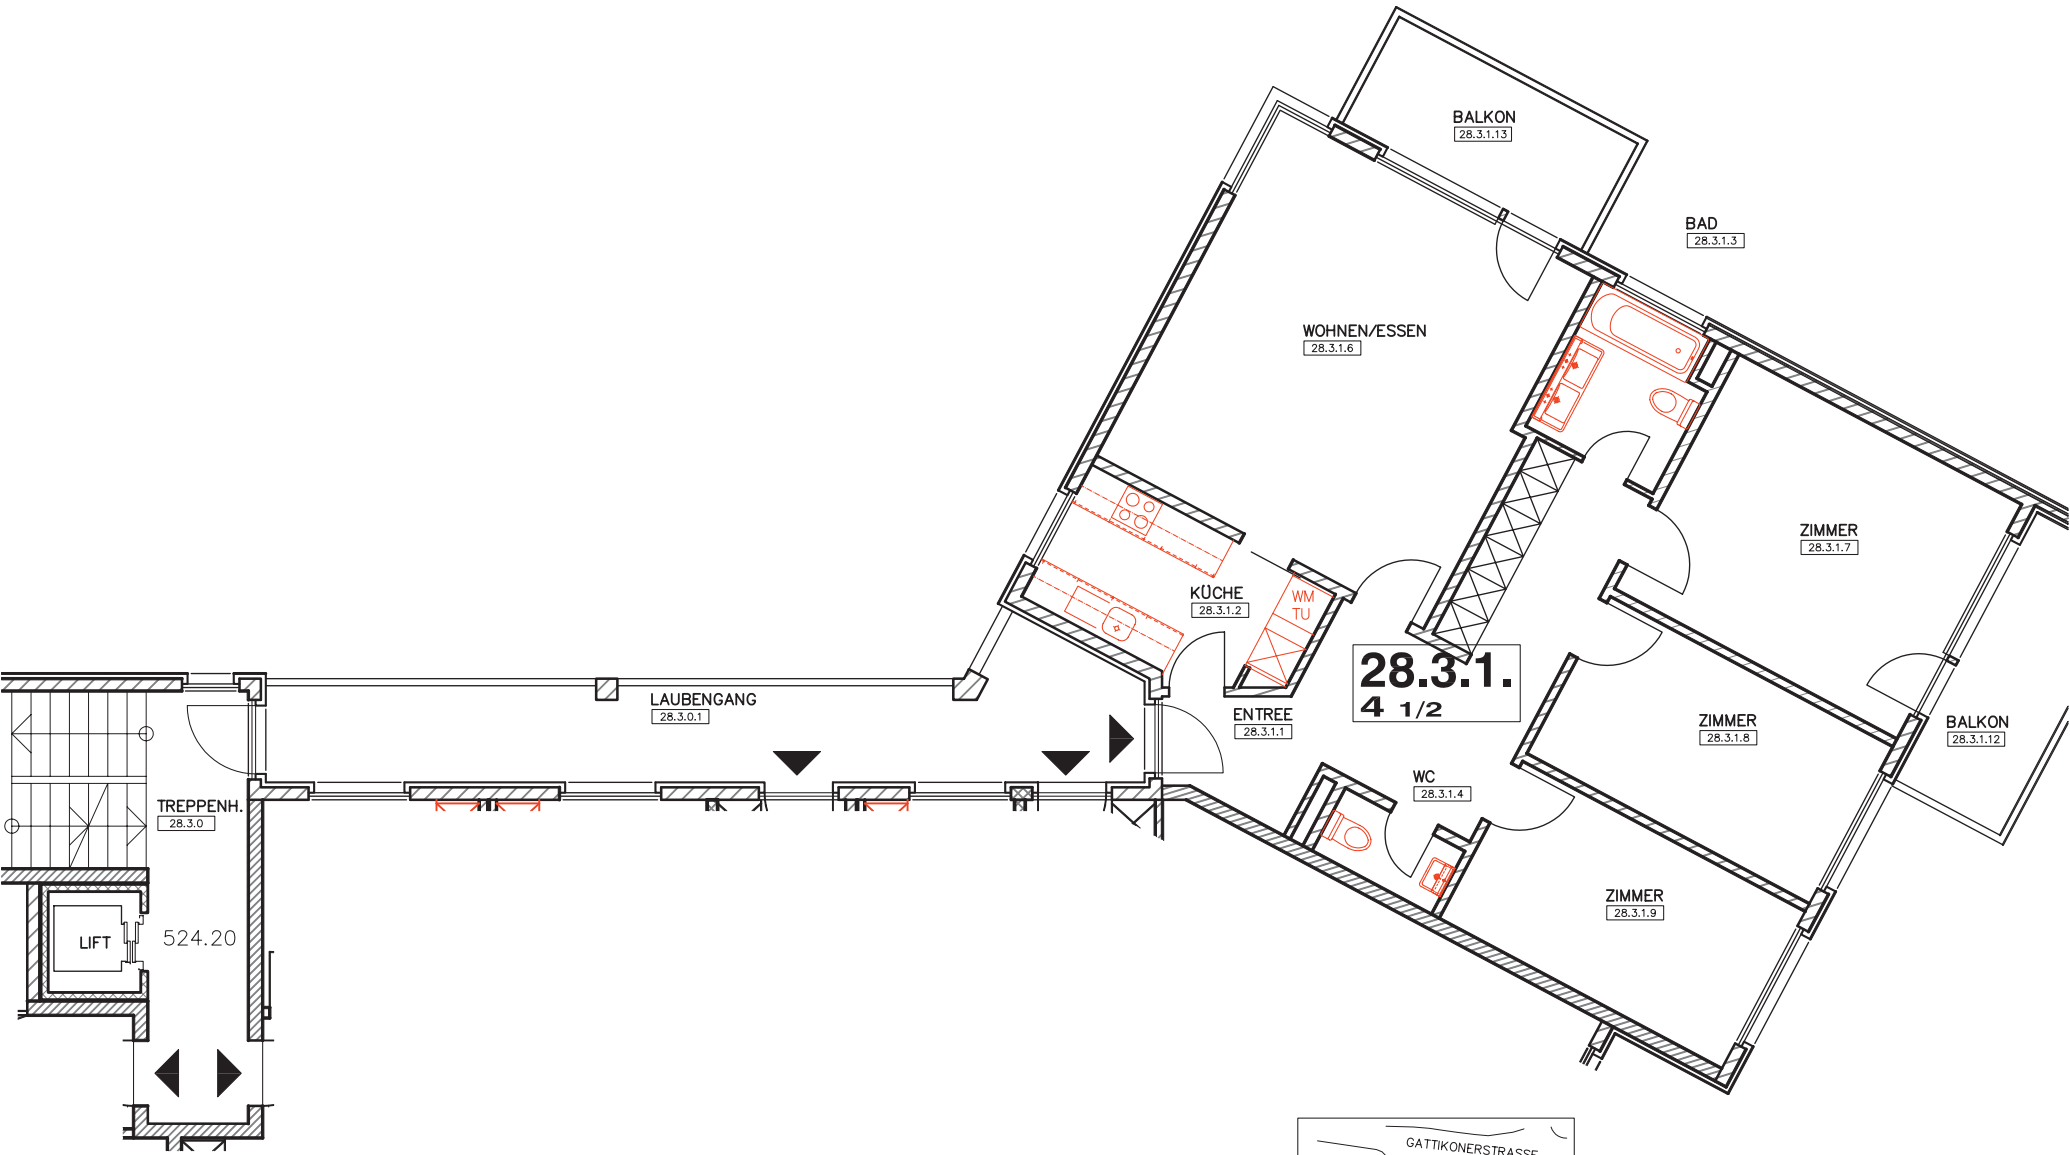 BALKON
28.3.1.13
BAD
28.3.1.3
WOHNEN/ESSEN
28.3.1.6
ZIMMER
28.3.1.7
KÜCHE
28.3.1.2
WM
TU
28.3.1.
4 1/2
LAUBENGANG
28.3.0.1
ENTREE
28.3.1.1
ZIMMER
28.3.1.8
BALKON
28.3.1.12
WC
28.3.1.4
TREPPENH.
28.3.0
ZIMMER
28.3.1.9
LIFT
524.20
GATTIKONERSTRASSE